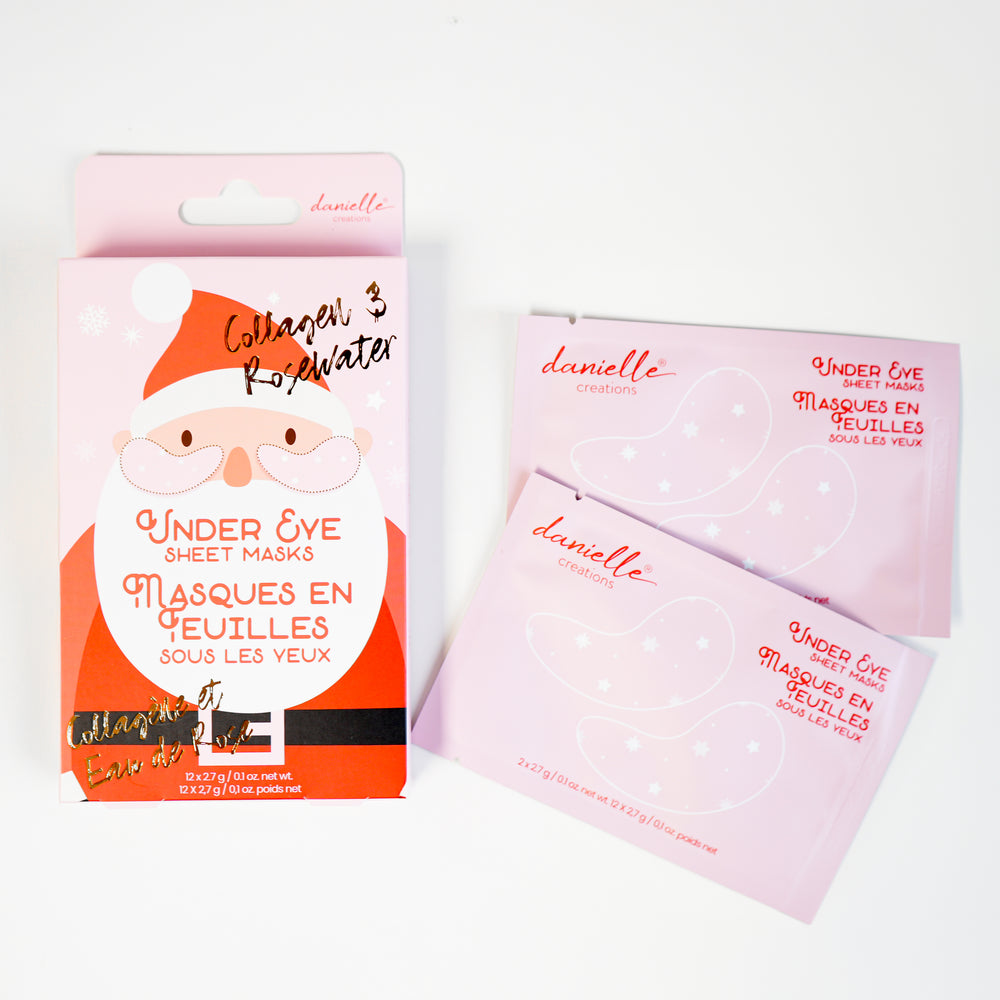 danielle®
creations
Collagen &
Rosewater
UNDER EYE
SHEET MASKS
MASQUES EN
FEUILLES
SOUS LES YEUX
Collagène et
Eau de Rose
12 x 2.7 g / 0.1 oz. net wt.
12 X 2,7 g / 0,1 oz. poids net
danielle®
creations
UNDER EYE
SHEET MASKS
MASQUES EN
FEUILLES
SOUS LES YEUX
poids net
danielle®
creations
UNDER EYE
SHEET MASKS
MASQUES EN
FEUILLES
SOUS LES YEUX
2 x 2.7 g / 0.1 oz. net wt. 12 X 2,7 g / 0,1 oz. poids net